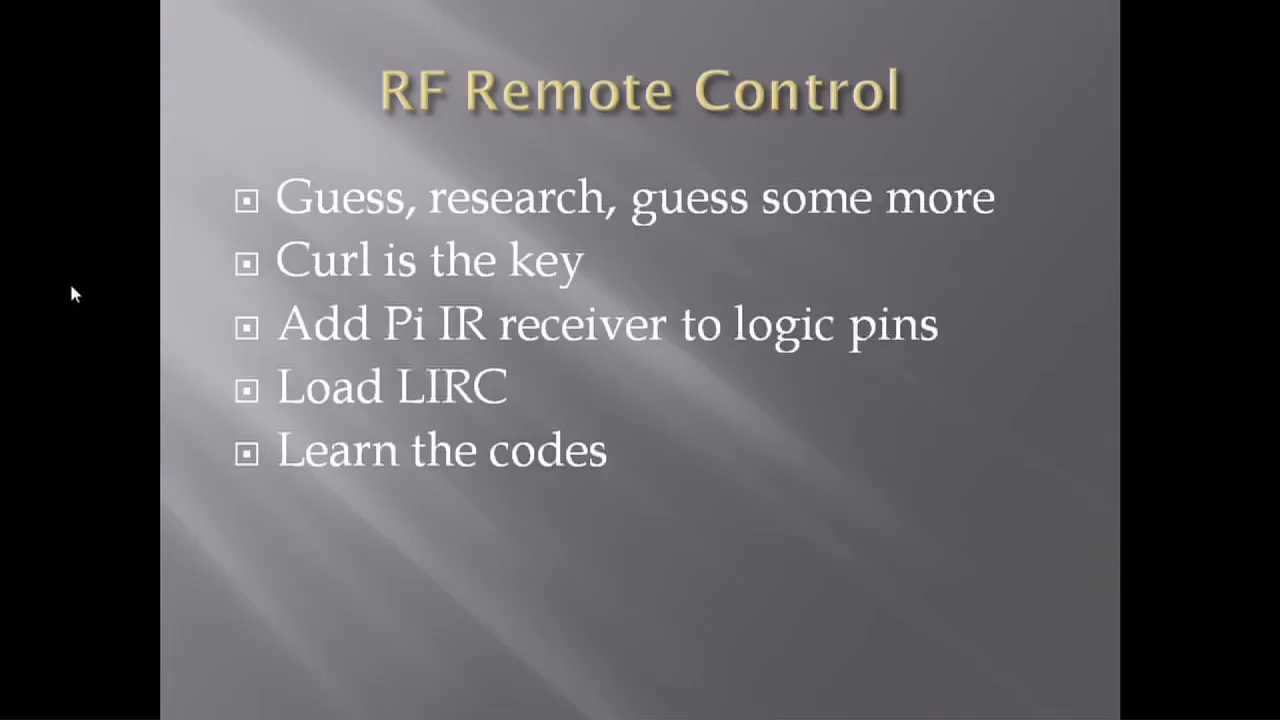 RF Remote Control
Guess, research, guess some more
Curl is the key
Add Pi IR receiver to logic pins
Load LIRC
Learn the codes